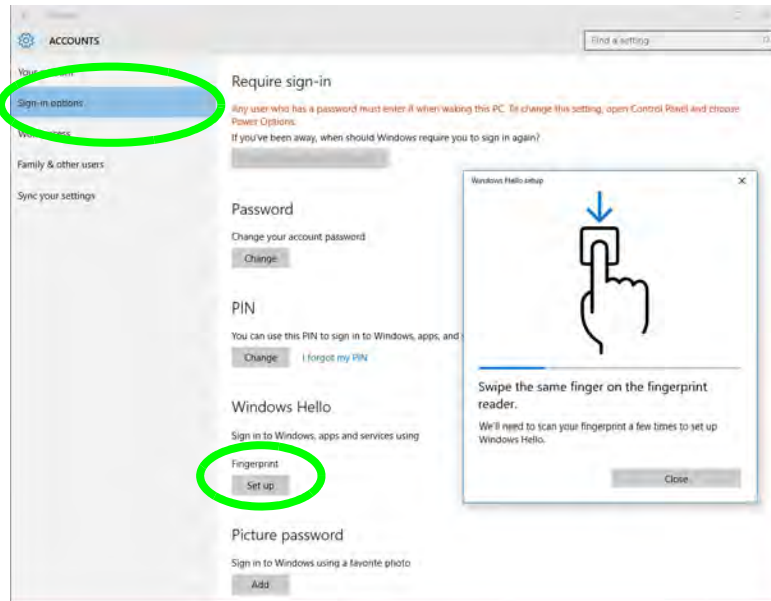 ACCOUNTS
Find a setting
Sign-in options
Family & other users
Sync your settings
Require sign-in
Any user who has a password must enter it when waking this PC. To change this setting, open Control Panel and choose
Power Options.
If you've been away, when should Windows require you to sign in again?
Password
Change your account password
Change
PIN
You can use this PIN to sign in to Windows, apps, and
Change I forgot my PIN
Windows Hello
Sign in to Windows, apps and services using
Fingerprint
Set up
Picture password
Sign in to Windows using a favorite photo
Add
Windows Hello setup
Swipe the same finger on the fingerprint
reader.
We'll need to scan your fingerprint a few times to set up
Windows Hello.
Close